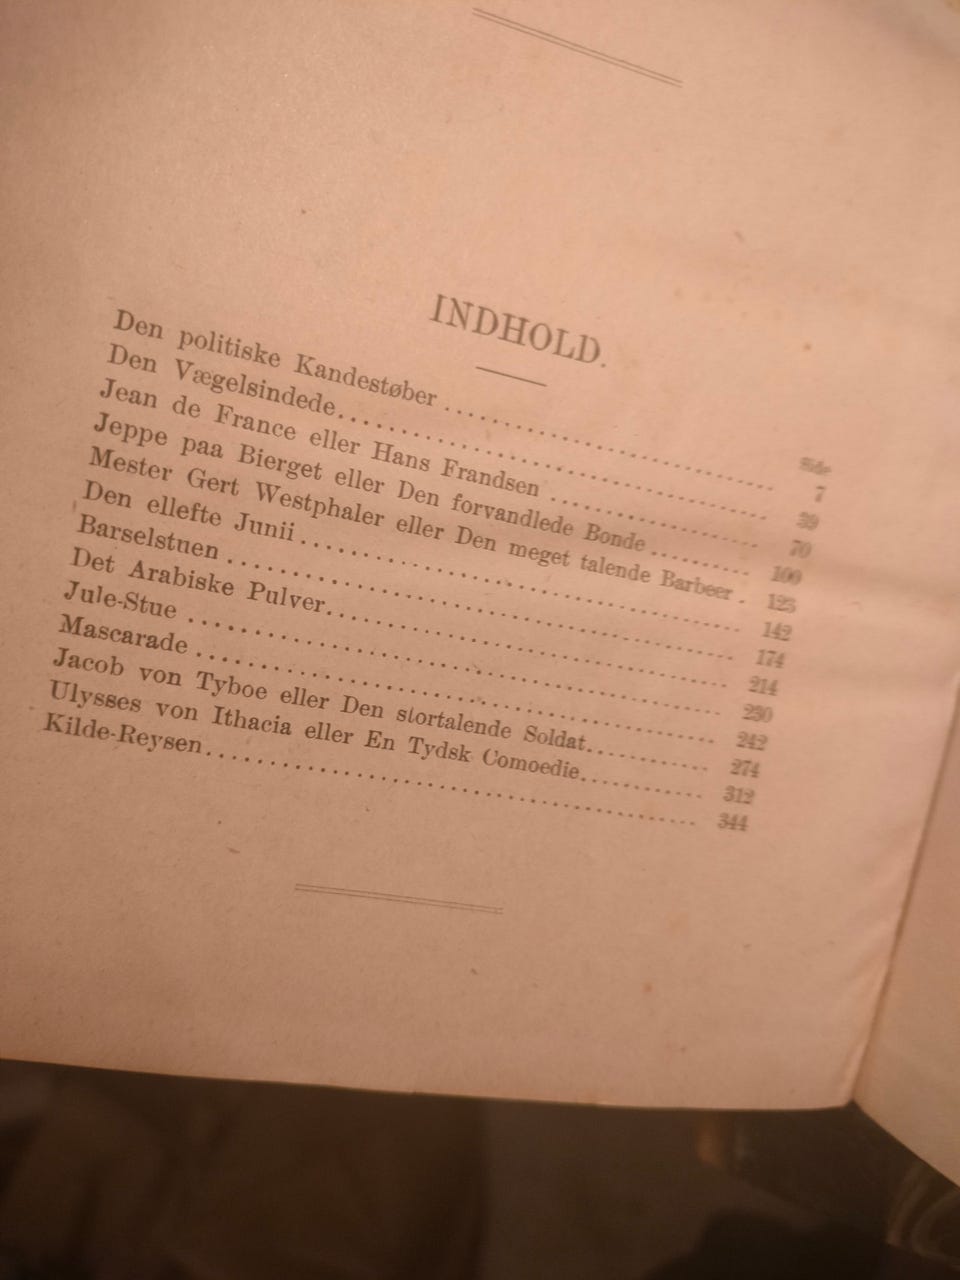 INDHOLD.
Side
Den politiske Kandestøber . . . . . . . . . . . . . . . . . . . . . . . . . . . . 7
Den Vægelsindede. . . . . . . . . . . . . . . . . . . . . . . . . . . . . . . . . . . . 39
Jean de France eller Hans Frandsen . . . . . . . . . . . . . . . . . . 70
Jeppe paa Bierget eller Den forvandlede Bonde . . . . . . . . . 100
Mester Gert Westphaler eller Den meget talende Barbeer . 123
Den ellefte Junii . . . . . . . . . . . . . . . . . . . . . . . . . . . . . . . . . . . 142
Barselstuen . . . . . . . . . . . . . . . . . . . . . . . . . . . . . . . . . . . . . . . . 174
Det Arabiske Pulver. . . . . . . . . . . . . . . . . . . . . . . . . . . . . . . . 214
Jule-Stue . . . . . . . . . . . . . . . . . . . . . . . . . . . . . . . . . . . . . . . . . . 230
Mascarade . . . . . . . . . . . . . . . . . . . . . . . . . . . . . . . . . . . . . . . . . 242
Jacob von Tyboe eller Den stortalende Soldat. . . . . . . . . . . 274
Ulysses von Ithacia eller En Tydsk Comoedie. . . . . . . . . . . 312
Kilde-Reysen . . . . . . . . . . . . . . . . . . . . . . . . . . . . . . . . . . . . . . . 344